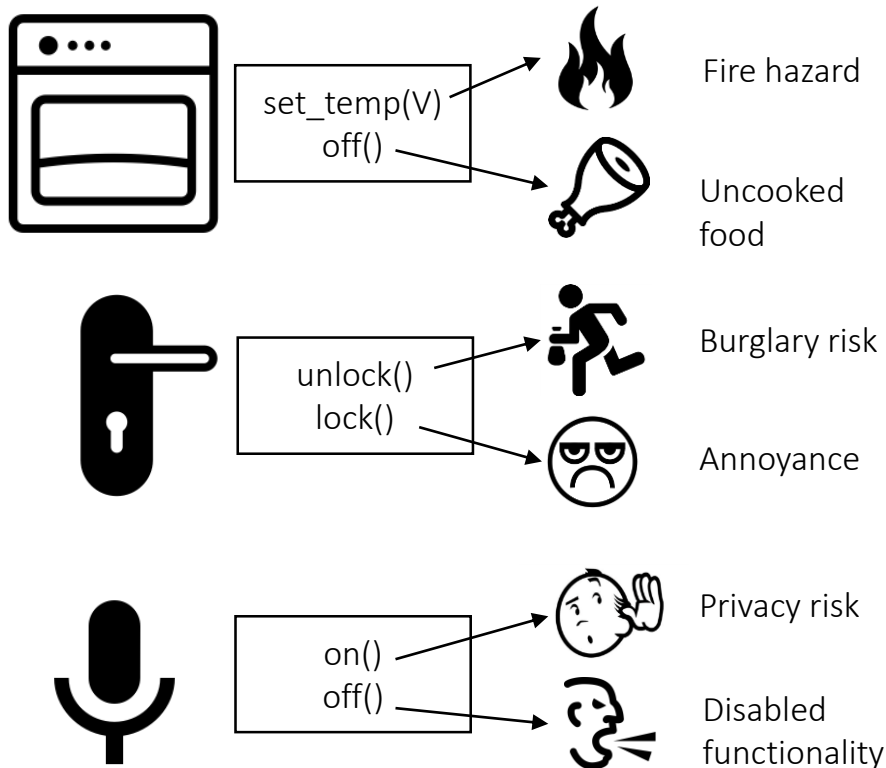 set_temp(V)
off()
Fire hazard
Uncooked
food
unlock()
lock()
Burglary risk
Annoyance
on()
off()
Privacy risk
Disabled
functionality